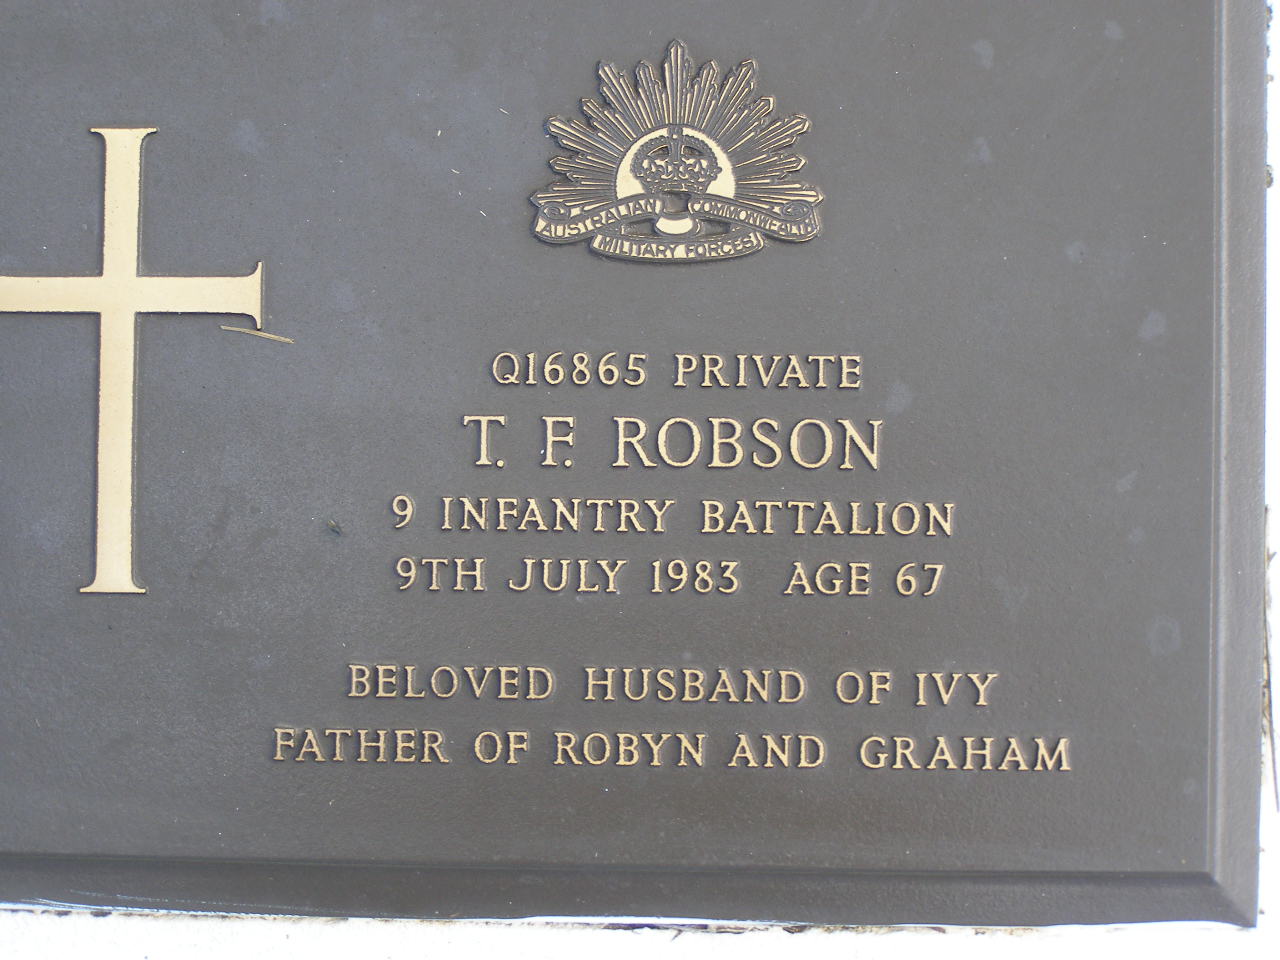 AUSTRALIAN COMMONWEALTH
MILITARY FORCES
Q16865 PRIVATE
T. F. ROBSON
9 INFANTRY BATTALION
9TH JULY 1983 AGE 67
BELOVED HUSBAND OF IVY
FATHER OF ROBYN AND GRAHAM